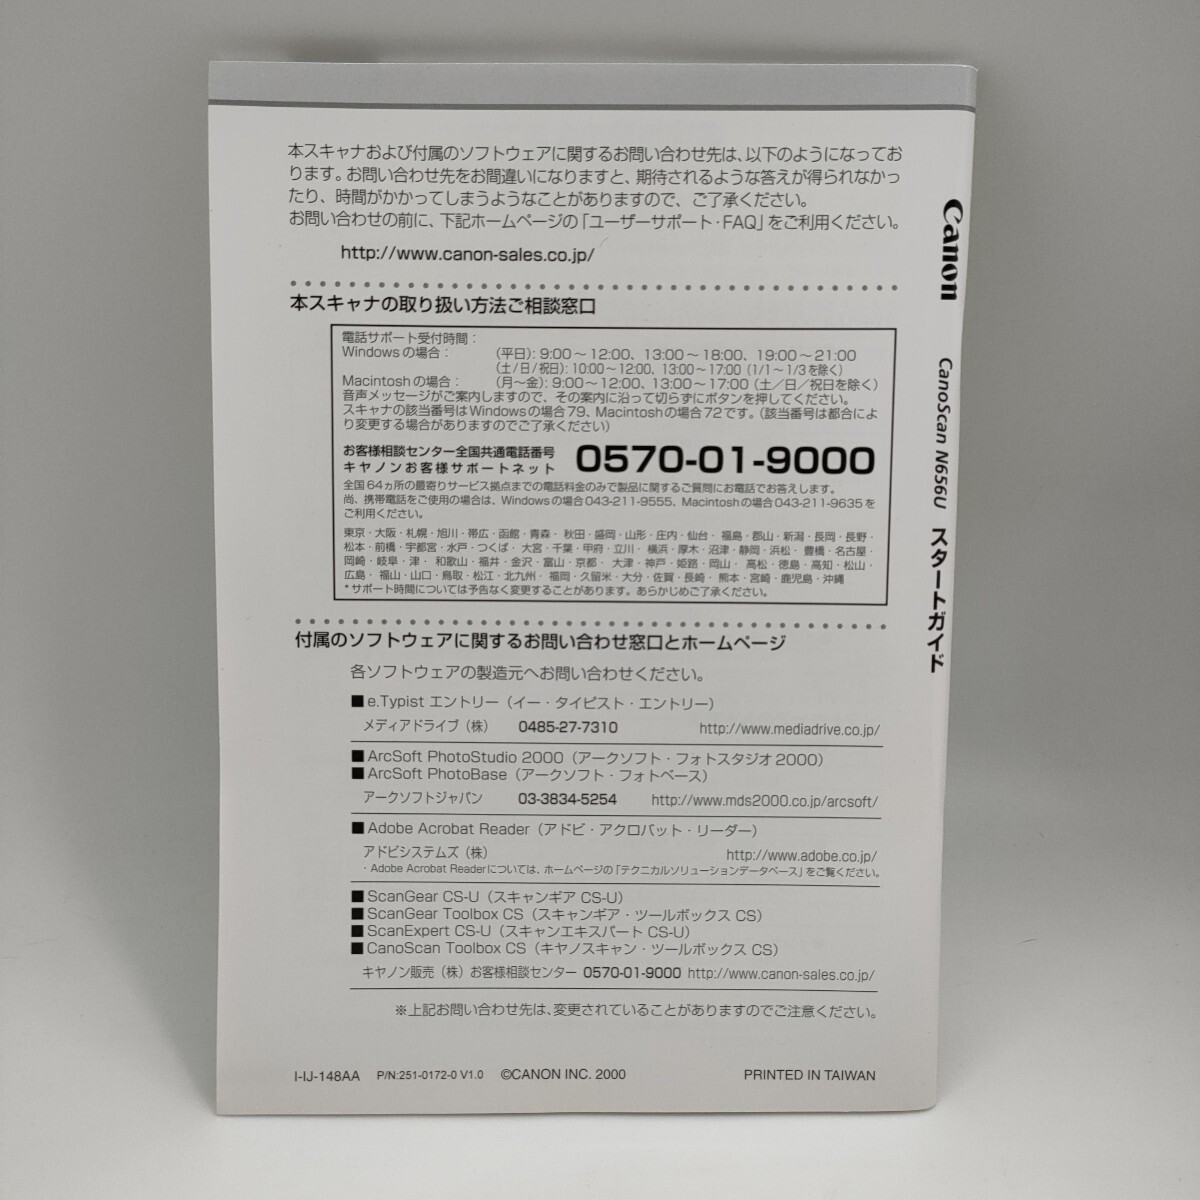 本スキャナおよび付属のソフトウェアに関するお問い合わせ先は、以下のようになってお
ります。お問い合わせ先をお間違いになりますと、期待されるような答えが得られなかっ
たり、時間がかかってしまうようなことがありますので、ご了承ください。
お問い合わせの前に、下記ホームページの「ユーザーサポート・FAQ」をご利用ください。
http://www.canon-sales.co.jp/
本スキャナの取り扱い方法ご相談窓口
電話サポート受付時間：
Windowsの場合： （平日）：9:00～12:00、13:00～18:00、19:00～21:00
（土/日/祝日）：10:00～12:00、13:00～17:00（1/1～1/3を除く）
Macintoshの場合： （月～金）：9:00～12:00、13:00～17:00（土／日／祝日を除く）
音声メッセージがご案内しますので、その案内に沿って切らずにボタンを押してください。
スキャナの該当番号はWindowsの場合79、Macintoshの場合72です。（該当番号は都合によ
り変更する場合がありますのでご了承ください）
お客様相談センター全国共通電話番号
キヤノンお客様サポートネット 0570-01-9000
全国64ヵ所の最寄りサービス拠点までの電話料金のみで製品に関するご質問にお電話でお答えします。
尚、携帯電話をご使用の場合は、Windowsの場合043-211-9555、Macintoshの場合043-211-9635を
ご利用ください。
東京・大阪・札幌・旭川・帯広・函館・青森・秋田・盛岡・山形・庄内・仙台・福島・郡山・新潟・長岡・長野・
松本・前橋・宇都宮・水戸・つくば・大宮・千葉・甲府・立川・横浜・厚木・沼津・静岡・浜松・豊橋・名古屋・
岡崎・岐阜・津・和歌山・福井・金沢・富山・京都・大津・神戸・姫路・岡山・高松・徳島・高知・松山・
広島・福山・山口・鳥取・松江・北九州・福岡・久留米・大分・佐賀・長崎・熊本・宮崎・鹿児島・沖縄
*サポート時間については予告なく変更することがあります。あらかじめご了承ください。
付属のソフトウェアに関するお問い合わせ窓口とホームページ
各ソフトウェアの製造元へお問い合わせください。
■e.Typist エントリー（イー・タイピスト・エントリー）
メディアドライブ（株） 0485-27-7310 http://www.mediadrive.co.jp/
■ArcSoft PhotoStudio 2000（アークソフト・フォトスタジオ2000）
■ArcSoft PhotoBase（アークソフト・フォトベース）
アークソフトジャパン 03-3834-5254 http://www.mds2000.co.jp/arcsoft/
■Adobe Acrobat Reader（アドビ・アクロバット・リーダー）
アドビシステムズ（株） http://www.adobe.co.jp/
・Adobe Acrobat Readerについては、ホームページの「テクニカルソリューションデータベース」をご覧ください。
■ScanGear CS-U（スキャンギア CS-U）
■ScanGear Toolbox CS（スキャンギア・ツールボックス CS）
■ScanExpert CS-U（スキャンエキスパート CS-U）
■CanoScan Toolbox CS（キヤノスキャン・ツールボックス CS）
キヤノン販売（株）お客様相談センター 0570-01-9000 http://www.canon-sales.co.jp/
※上記お問い合わせ先は、変更されていることがありますのでご注意ください。
I-IJ-148AA P/N:251-0172-0 V1.0 ©CANON INC. 2000 PRINTED IN TAIWAN
Canon CanoScan N656U スタートガイド